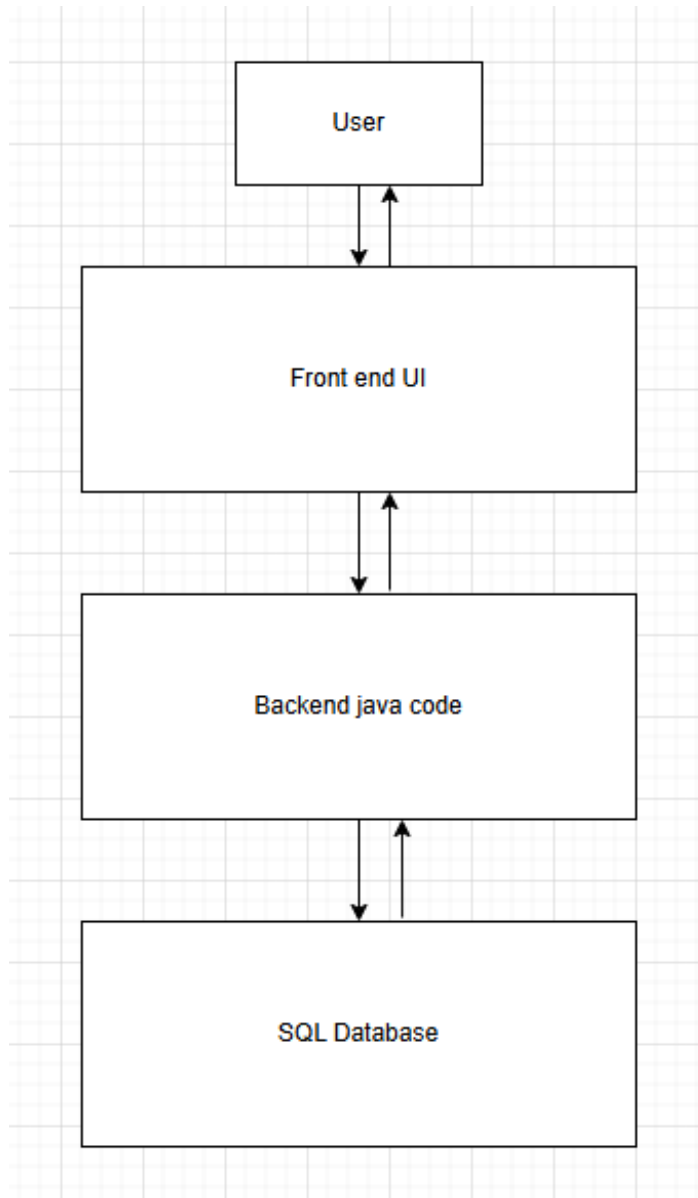 User
Front end UI
Backend java code
SQL Database